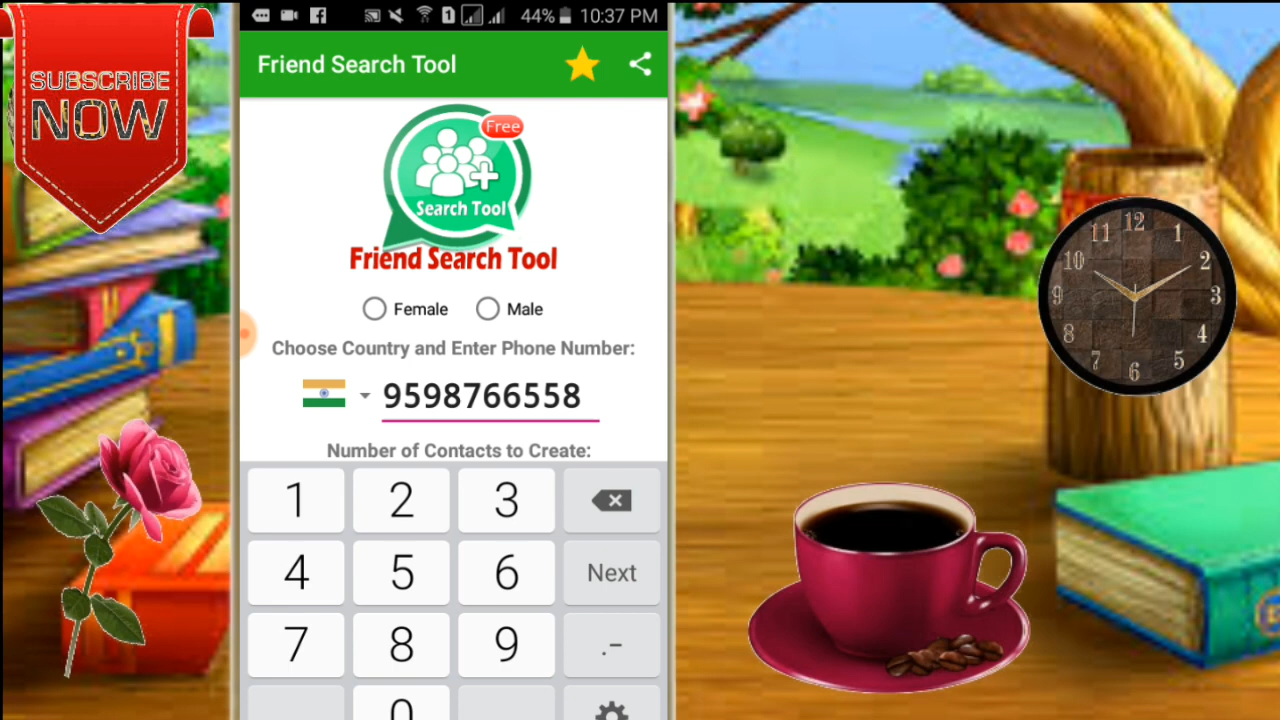 SUBSCRIBE
NOW
44% 10:37 PM
Friend Search Tool
Free
Search Tool
Friend Search Tool
Female Male
Choose Country and Enter Phone Number:
9598766558
Number of Contacts to Create:
1 2 3
4 5 6 Next
7 8 9 .-
0
12
11 1
10 2
9 3
8 4
7 5
6